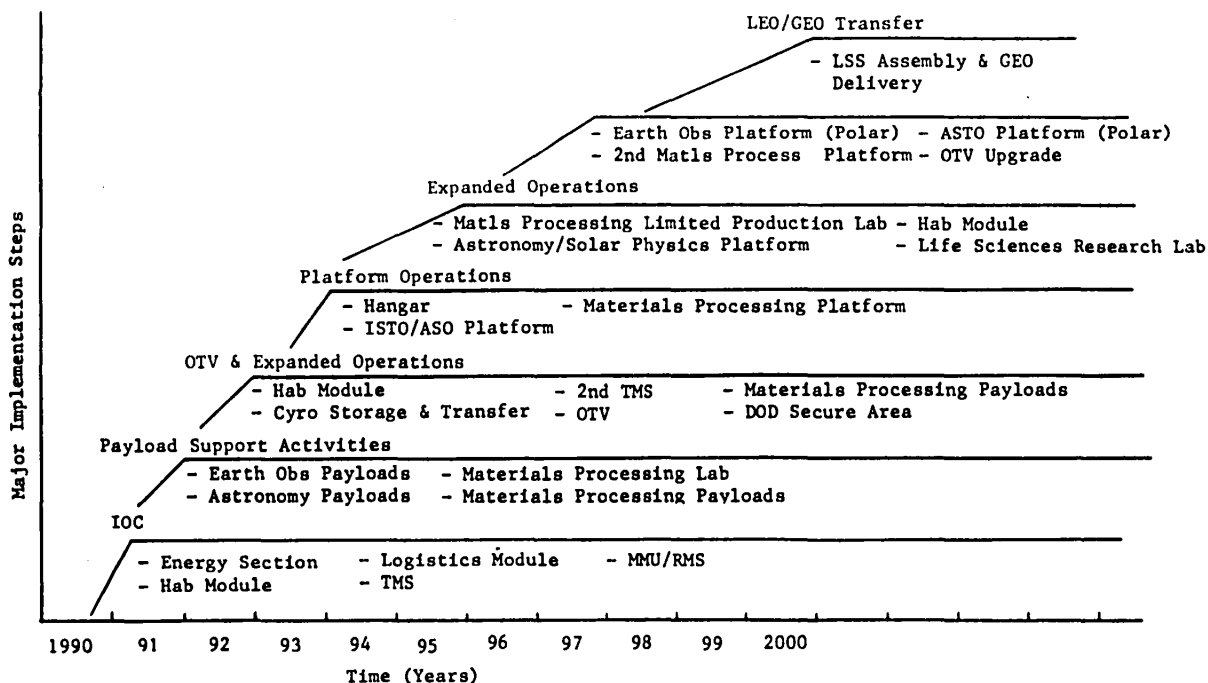 LEO/GEO Transfer
- LSS Assembly & GEO
Delivery
- Earth Obs Platform (Polar) - ASTO Platform (Polar)
- 2nd Matls Process Platform - OTV Upgrade
Expanded Operations
- Matls Processing Limited Production Lab - Hab Module
- Astronomy/Solar Physics Platform - Life Sciences Research Lab
Platform Operations
- Hangar - Materials Processing Platform
- ISTO/ASO Platform
OTV & Expanded Operations
- Hab Module - 2nd TMS - Materials Processing Payloads
- Cyro Storage & Transfer - OTV - DOD Secure Area
Payload Support Activities
- Earth Obs Payloads - Materials Processing Lab
- Astronomy Payloads - Materials Processing Payloads
IOC
- Energy Section - Logistics Module - MMU/RMS
- Hab Module - TMS
Major Implementation Steps
1990 91 92 93 94 95 96 97 98 99 2000
Time (Years)